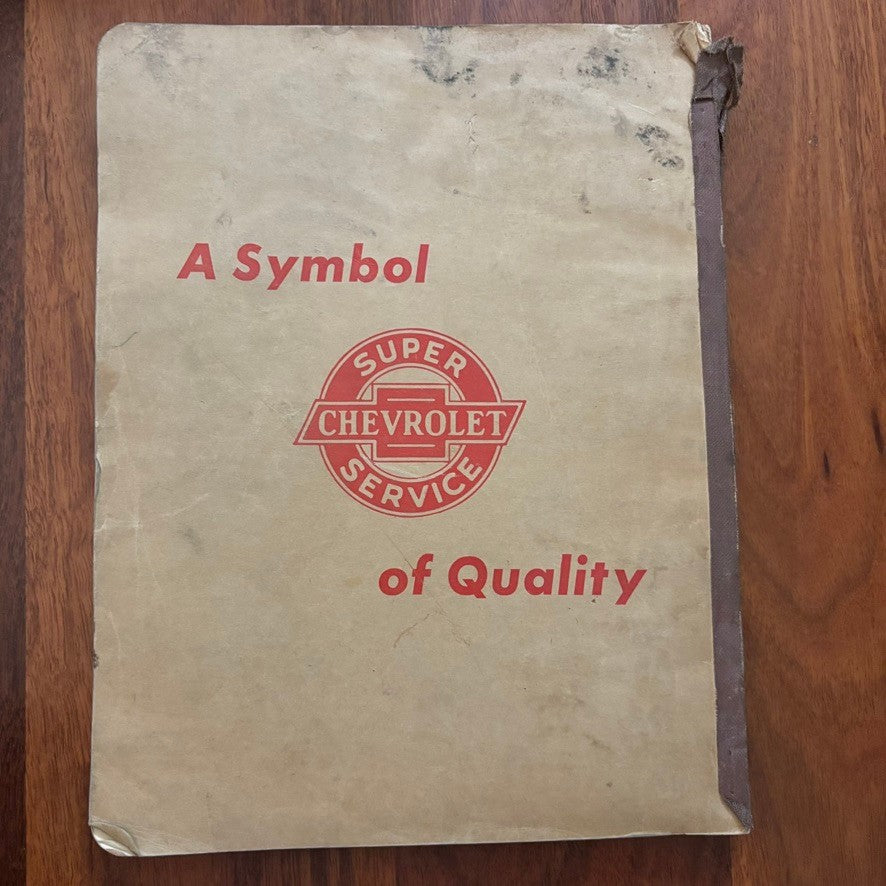 A Symbol
SUPER
CHEVROLET
SERVICE
of Quality